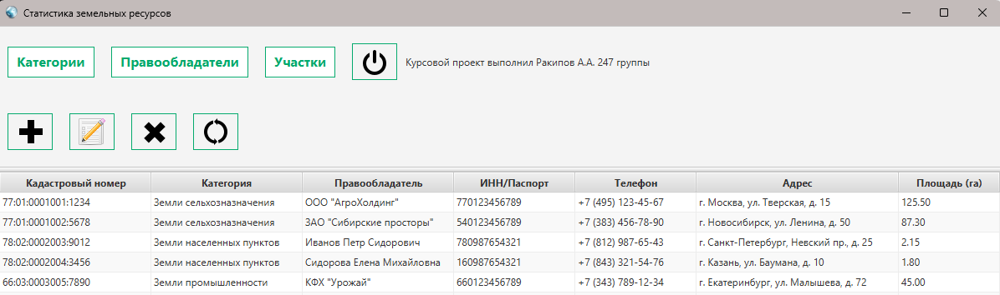 Статистика земельных ресурсов
Категории Правообладатели Участки Курсовой проект выполнил Ракипов А.А. 247 группы
Кадастровый номер Категория Правообладатель ИНН/Паспорт Телефон Адрес Площадь (га)
77:01:0001001:1234 Земли сельхозназначения ООО "АгроХолдинг" 770123456789 +7 (495) 123-45-67 г. Москва, ул. Тверская, д. 15 125.50
77:01:0001002:5678 Земли сельхозназначения ЗАО "Сибирские просторы" 540123456789 +7 (383) 456-78-90 г. Новосибирск, ул. Ленина, д. 50 87.30
78:02:0002003:9012 Земли населенных пунктов Иванов Петр Сидорович 780987654321 +7 (812) 987-65-43 г. Санкт-Петербург, Невский пр., д. 25 2.15
78:02:0002004:3456 Земли населенных пунктов Сидорова Елена Михайловна 160987654321 +7 (843) 321-54-76 г. Казань, ул. Баумана, д. 10 1.80
66:03:0003005:7890 Земли промышленности КФХ "Урожай" 660123456789 +7 (343) 789-12-34 г. Екатеринбург, ул. Малышева, д. 72 45.00